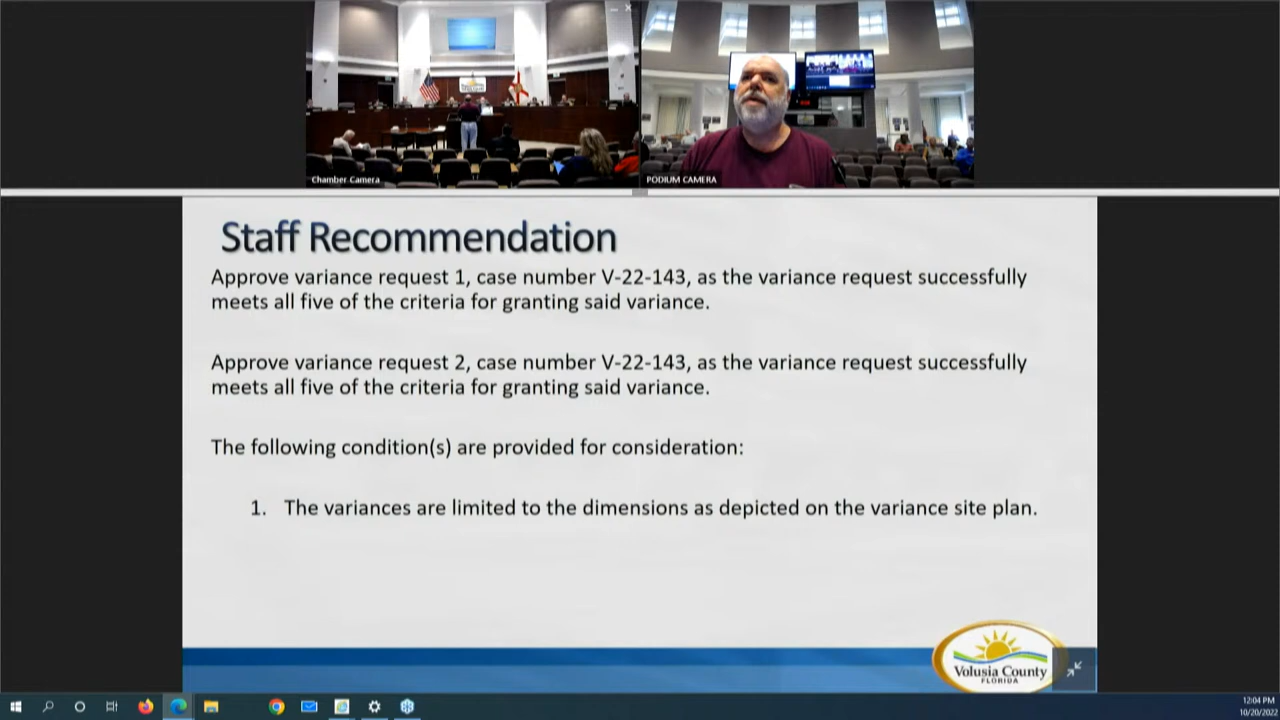 Chamber Camera
PODIUM CAMERA
Staff Recommendation
Approve variance request 1, case number V-22-143, as the variance request successfully
meets all five of the criteria for granting said variance.
Approve variance request 2, case number V-22-143, as the variance request successfully
meets all five of the criteria for granting said variance.
The following condition(s) are provided for consideration:
1. The variances are limited to the dimensions as depicted on the variance site plan.
Volusia County
FLORIDA
12:04 PM
10/20/2022